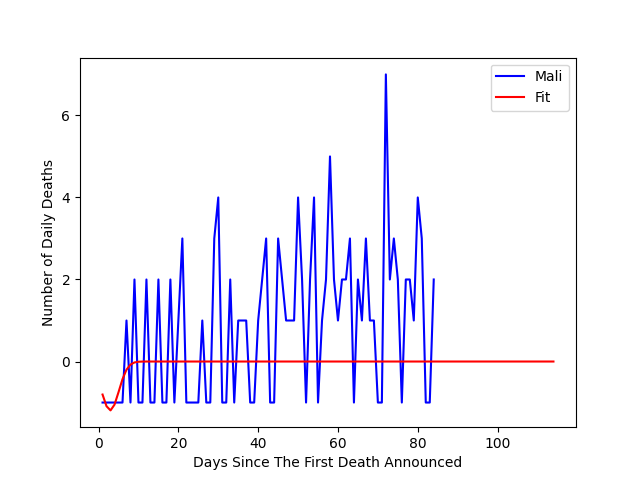 Mali
Fit
6
4
2
0
Number of Daily Deaths
0 20 40 60 80 100
Days Since The First Death Announced